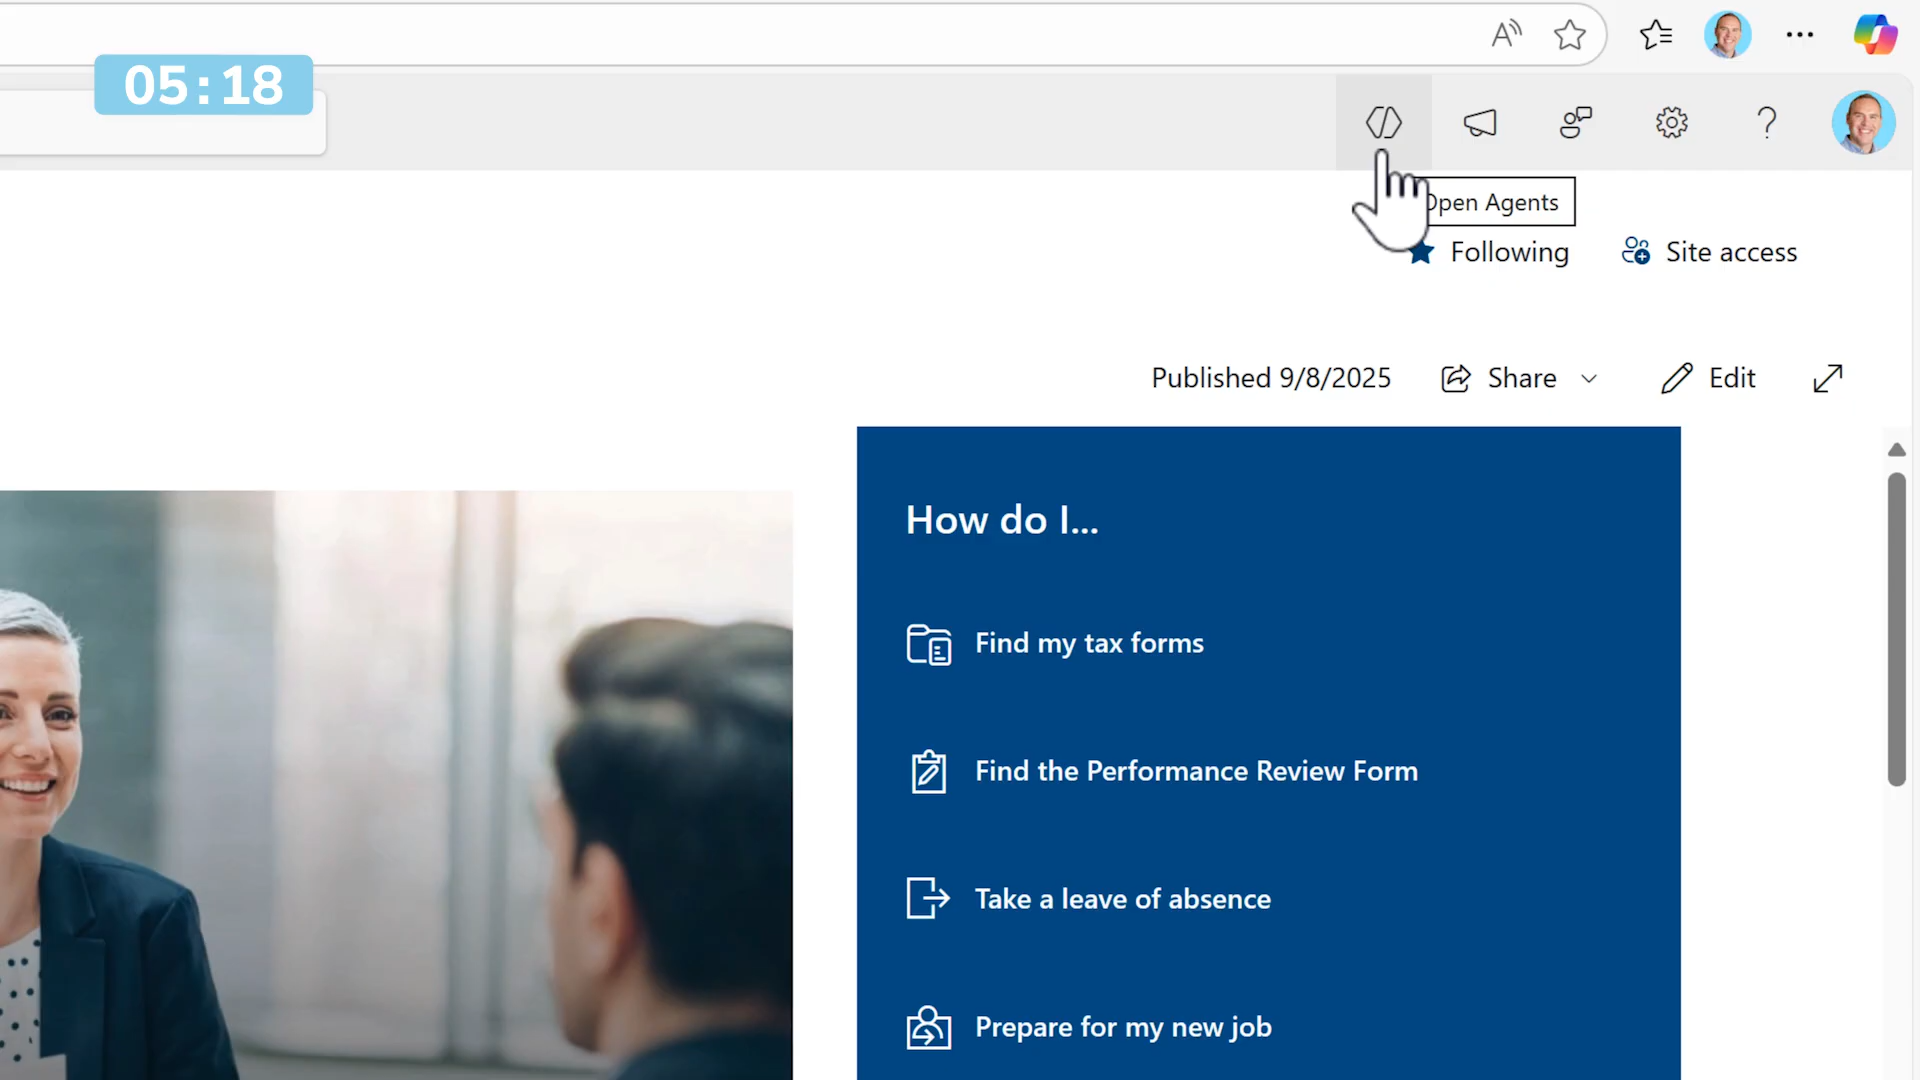 05:18
Open Agents
Following
Site access
Published 9/8/2025
Share
Edit
How do I...
Find my tax forms
Find the Performance Review Form
Take a leave of absence
Prepare for my new job